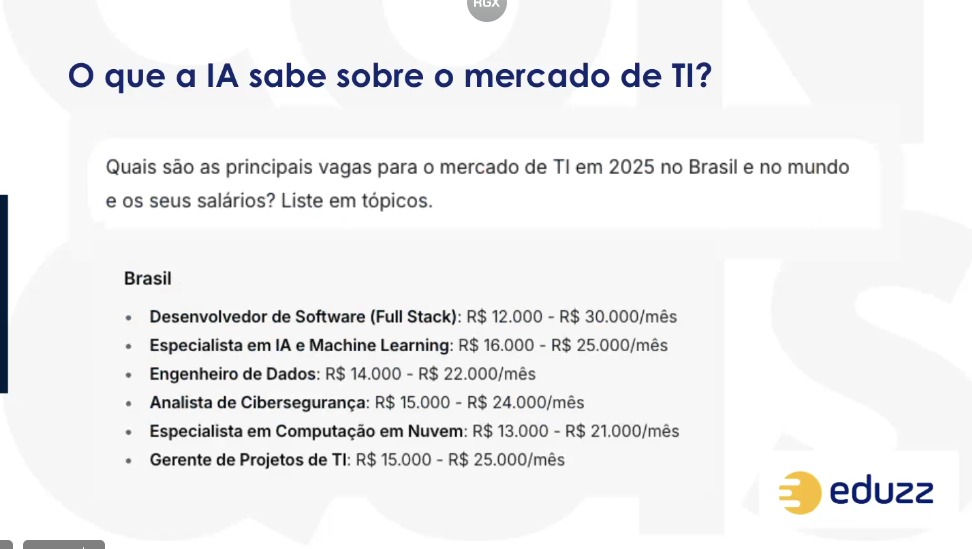 RGX
O que a IA sabe sobre o mercado de TI?
Quais são as principais vagas para o mercado de TI em 2025 no Brasil e no mundo
e os seus salários? Liste em tópicos.
Brasil
• Desenvolvedor de Software (Full Stack): R$ 12.000 - R$ 30.000/mês
• Especialista em IA e Machine Learning: R$ 16.000 - R$ 25.000/mês
• Engenheiro de Dados: R$ 14.000 - R$ 22.000/mês
• Analista de Cibersegurança: R$ 15.000 - R$ 24.000/mês
• Especialista em Computação em Nuvem: R$ 13.000 - R$ 21.000/mês
• Gerente de Projetos de TI: R$ 15.000 - R$ 25.000/mês
eduzz